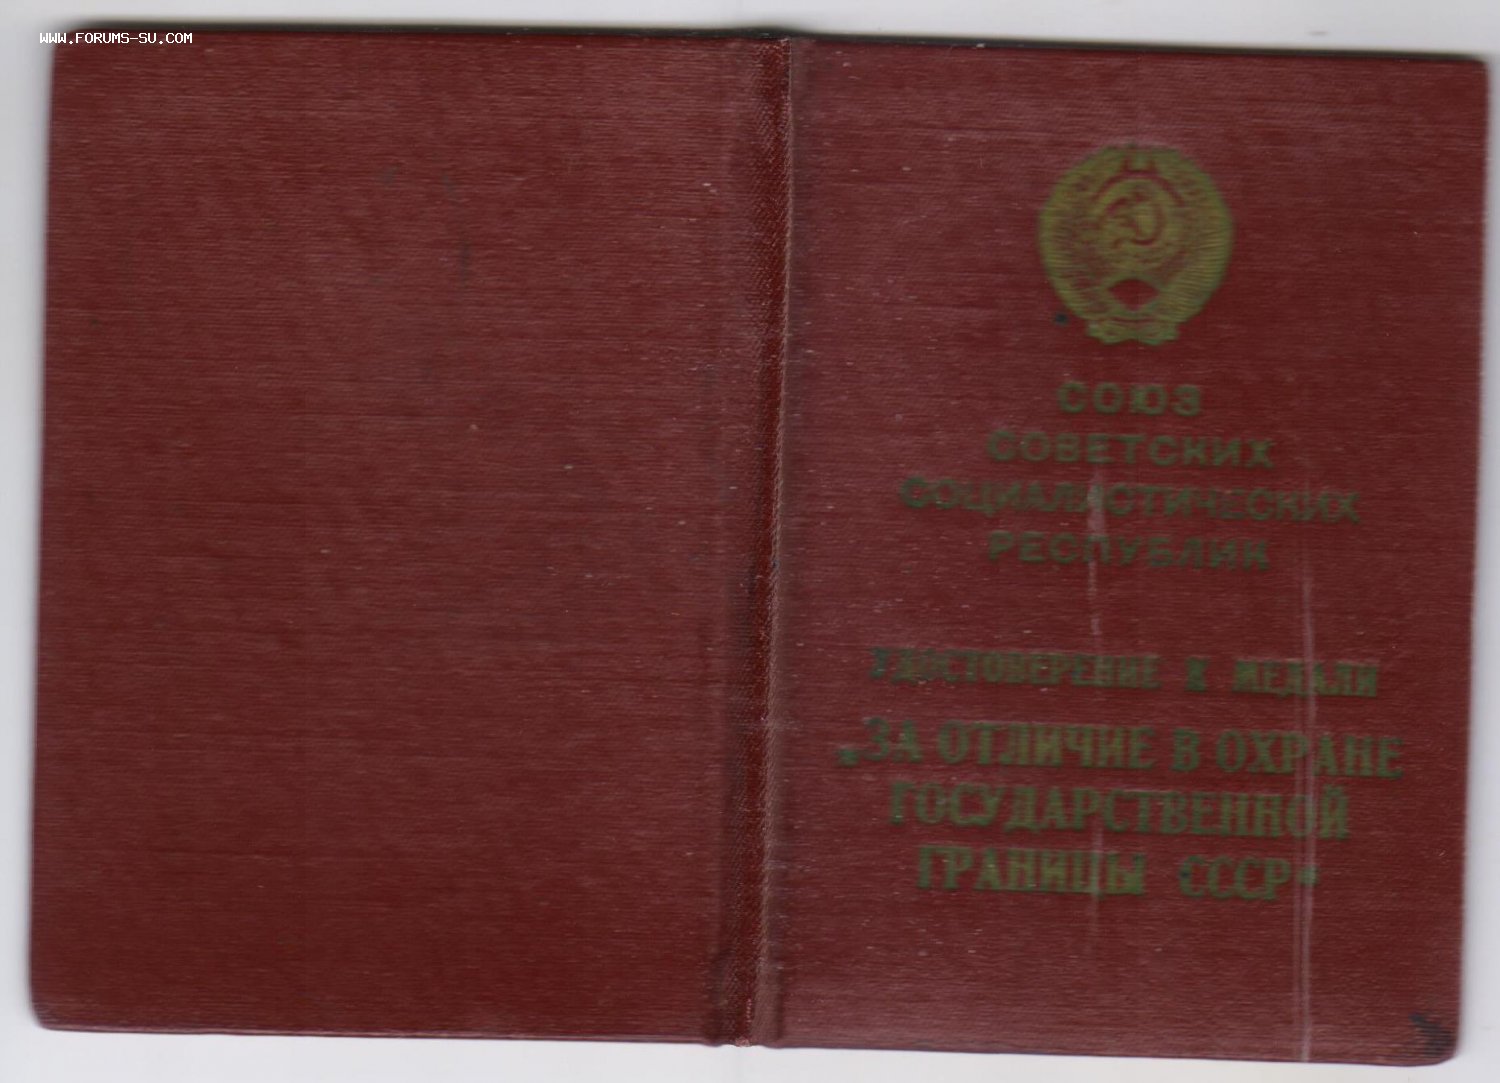 WWW.FORUMS-SU.COM
СОЮЗ
СОВЕТСКИХ
СОЦИАЛИСТИЧЕСКИХ
РЕСПУБЛИК
УДОСТОВЕРЕНИЕ К МЕДАЛИ
„ЗА ОТЛИЧИЕ В ОХРАНЕ
ГОСУДАРСТВЕННОЙ
ГРАНИЦЫ СССР“